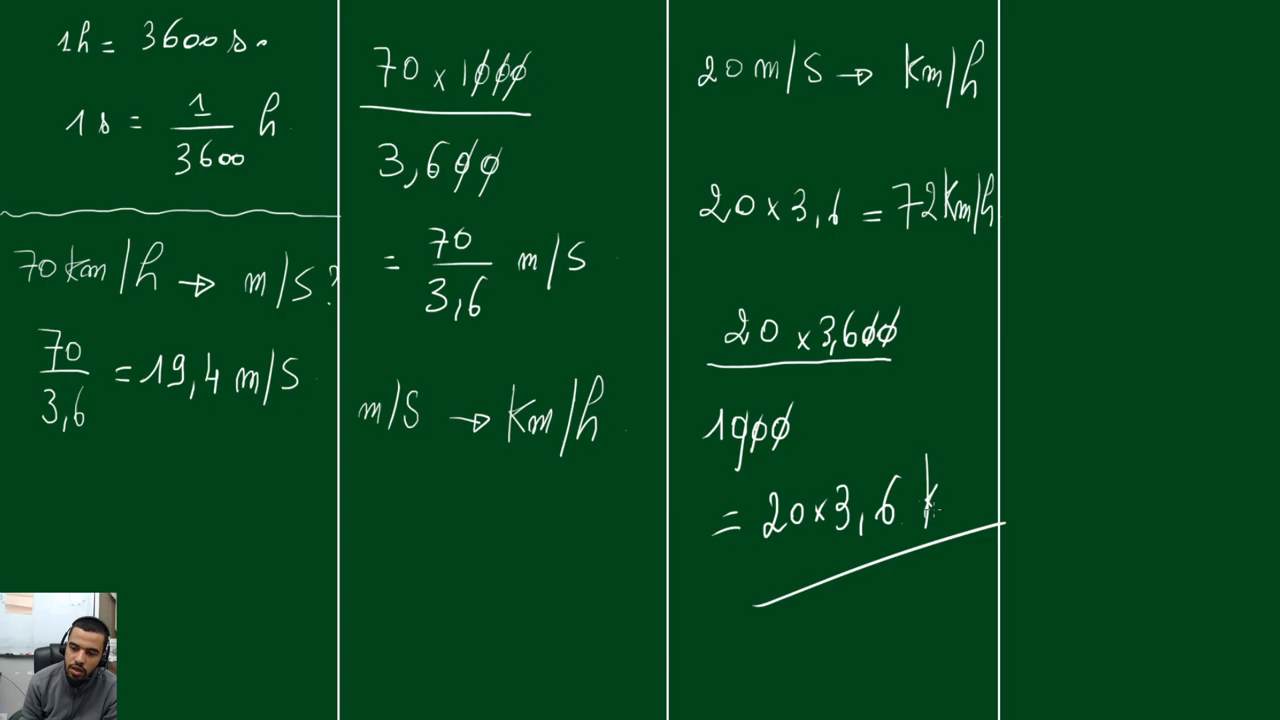 1h = 3600 s.
1 s = 1/3600 h
70 km/h → m/s?
70/3,6 = 19,4 m/s
70 x 1000
3,600
= 70/3,6 m/s
m/s → km/h
20 m/s → km/h
20 x 3,6 = 72 km/h
20 x 3,600
1000
= 20 x 3,6 k